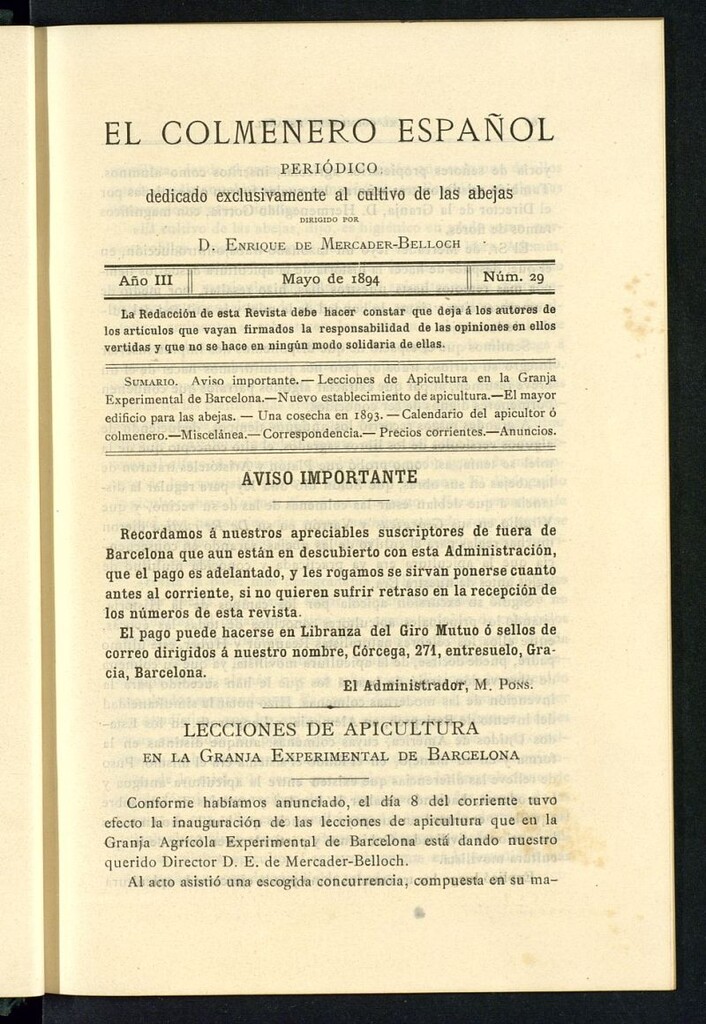 EL COLMENERO ESPAÑOL
PERIÓDICO
dedicado exclusivamente al cultivo de las abejas
DIRIGIDO POR
D. ENRIQUE DE MERCADER-BELLOCH
Año III
Mayo de 1894
Núm. 29
La Redacción de esta Revista debe hacer constar que deja á los autores de
los articulos que vayan firmados la responsabilidad de las opiniones en ellos
vertidas y que no se hace en ningún modo solidaria de ellas.
SUMARIO. Aviso importante.— Lecciones de Apicultura en la Granja
Experimental de Barcelona.—Nuevo establecimiento de apicultura.—El mayor
edificio para las abejas. — Una cosecha en 1893. — Calendario del apicultor ó
colmenero.—Miscelánea.— Correspondencia.— Precios corrientes.—Anuncios.
AVISO IMPORTANTE
Recordamos á nuestros apreciables suscriptores de fuera de
Barcelona que aun están en descubierto con esta Administración,
que el pago es adelantado, y les rogamos se sirvan ponerse cuanto
antes al corriente, si no quieren sufrir retraso en la recepción de
los números de esta revista.
El pago puede hacerse en Libranza del Giro Mutuo ó sellos de
correo dirigidos á nuestro nombre, Córcega, 271, entresuelo, Gra-
cia, Barcelona.
El Administrador, M. PONS.
LECCIONES DE APICULTURA
EN LA GRANJA EXPERIMENTAL DE BARCELONA
Conforme habíamos anunciado, el día 8 del corriente tuvo
efecto la inauguración de las lecciones de apicultura que en la
Granja Agrícola Experimental de Barcelona está dando nuestro
querido Director D. E. de Mercader-Belloch.
Al acto asistió una escogida concurrencia, compuesta en su ma-